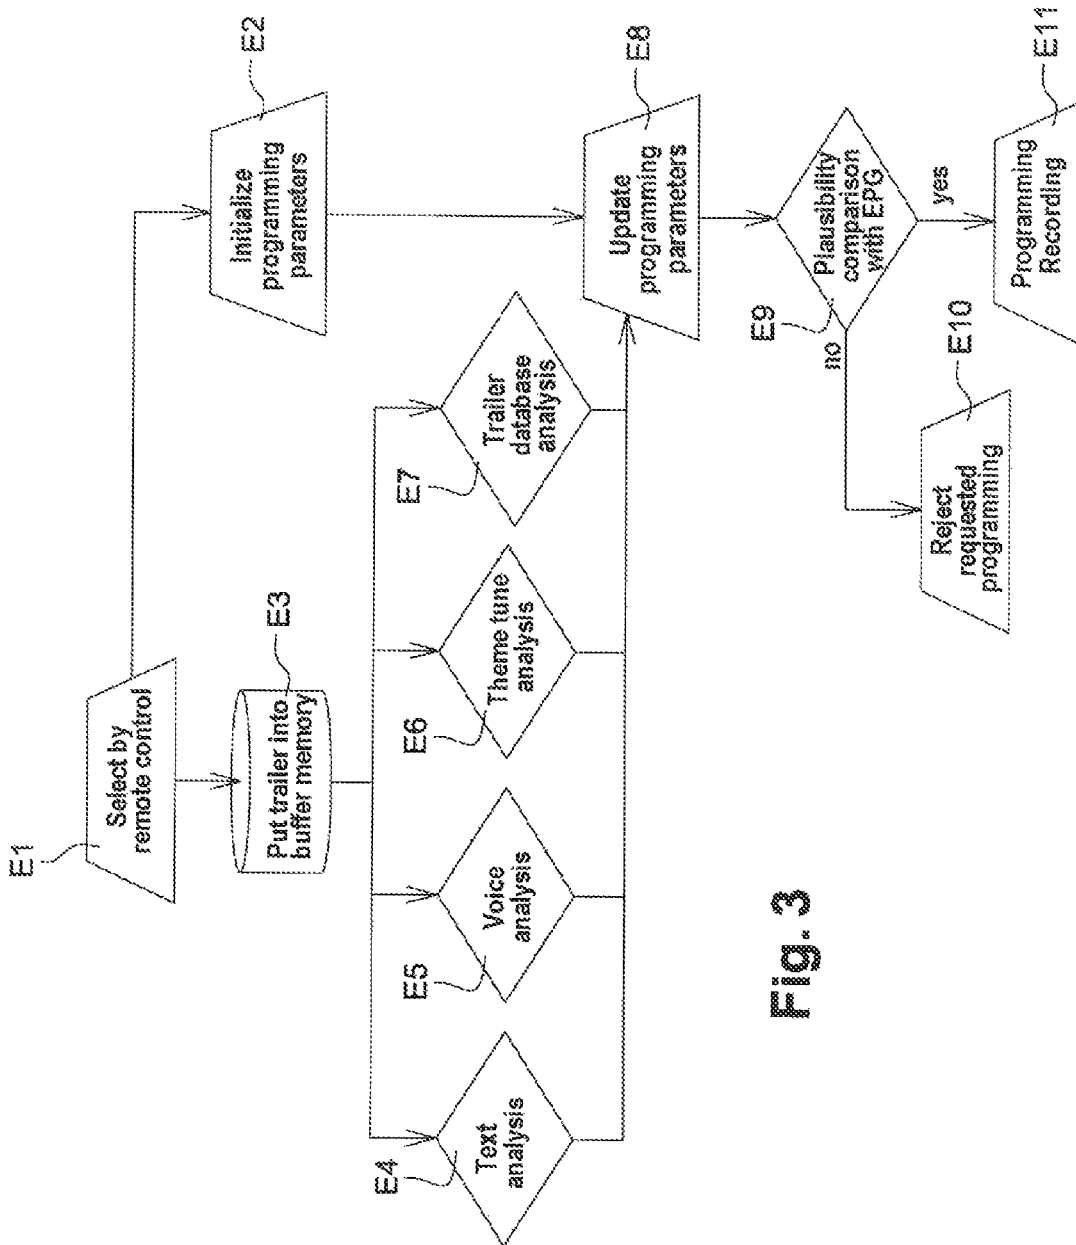 E1
Select by
remote control
E2
Initialize
programming
parameters
E3
Put trailer into
buffer memory
E4
Text
analysis
E5
Voice
analysis
E6
Theme tune
analysis
E7
Trailer
database
analysis
E8
Update
programming
parameters
E9
Plausibility
comparison
with EPG
no
yes
E10
Reject
requested
programming
E11
Programming
Recording
Fig. 3